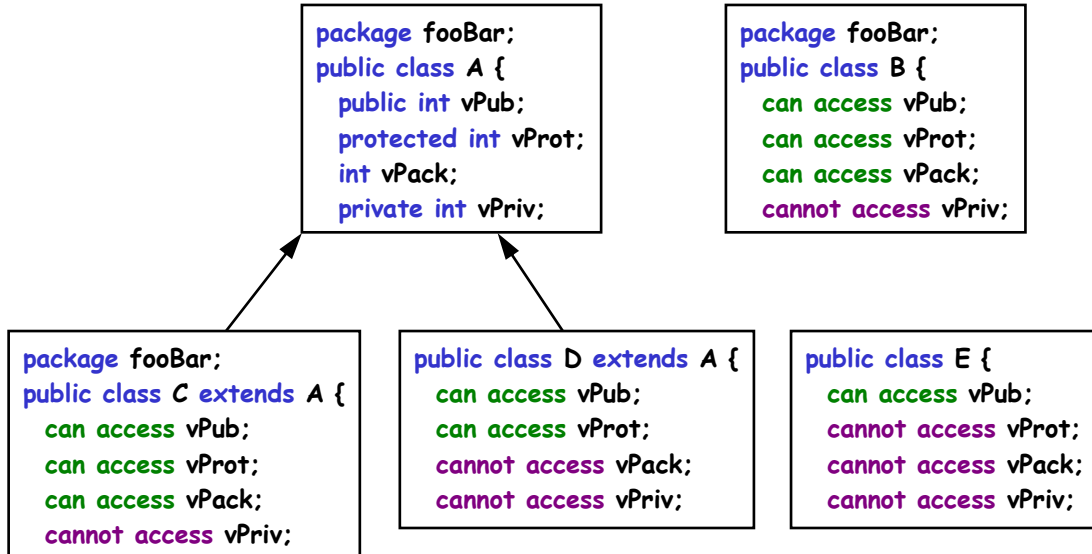 package fooBar;
public class A {
public int vPub;
protected int vProt;
int vPack;
private int vPriv;
package fooBar;
public class B {
can access vPub;
can access vProt;
can access vPack;
cannot access vPriv;
package fooBar;
public class C extends A {
can access vPub;
can access vProt;
can access vPack;
cannot access vPriv;
public class D extends A {
can access vPub;
can access vProt;
cannot access vPack;
cannot access vPriv;
public class E {
can access vPub;
cannot access vProt;
cannot access vPack;
cannot access vPriv;